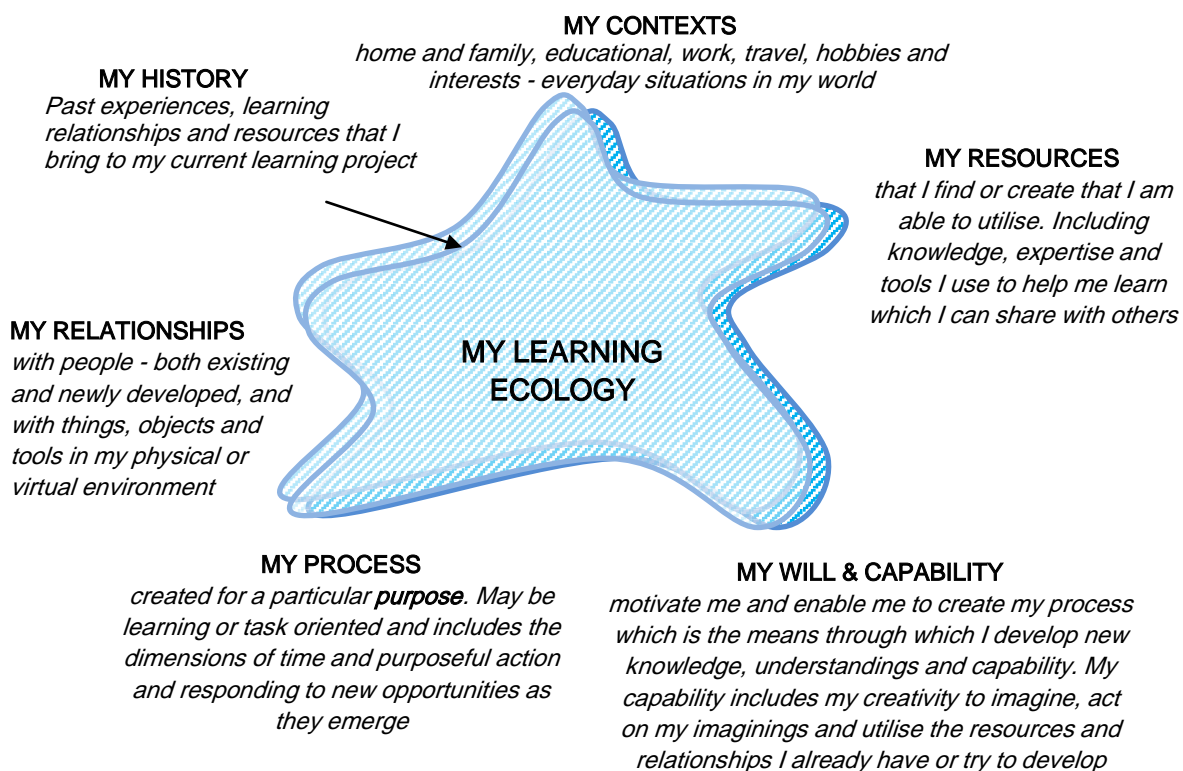 MY CONTEXTS
home and family, educational, work, travel, hobbies and
interests - everyday situations in my world
MY HISTORY
Past experiences, learning
relationships and resources that I
bring to my current learning project
MY RESOURCES
that I find or create that I am
able to utilise. Including
knowledge, expertise and
tools I use to help me learn
which I can share with others
MY RELATIONSHIPS
with people - both existing
and newly developed, and
with things, objects and
tools in my physical or
virtual environment
MY LEARNING
ECOLOGY
MY PROCESS
created for a particular purpose. May be
learning or task oriented and includes the
dimensions of time and purposeful action
and responding to new opportunities as
they emerge
MY WILL & CAPABILITY
motivate me and enable me to create my process
which is the means through which I develop new
knowledge, understandings and capability. My
capability includes my creativity to imagine, act
on my imaginings and utilise the resources and
relationships I already have or try to develop